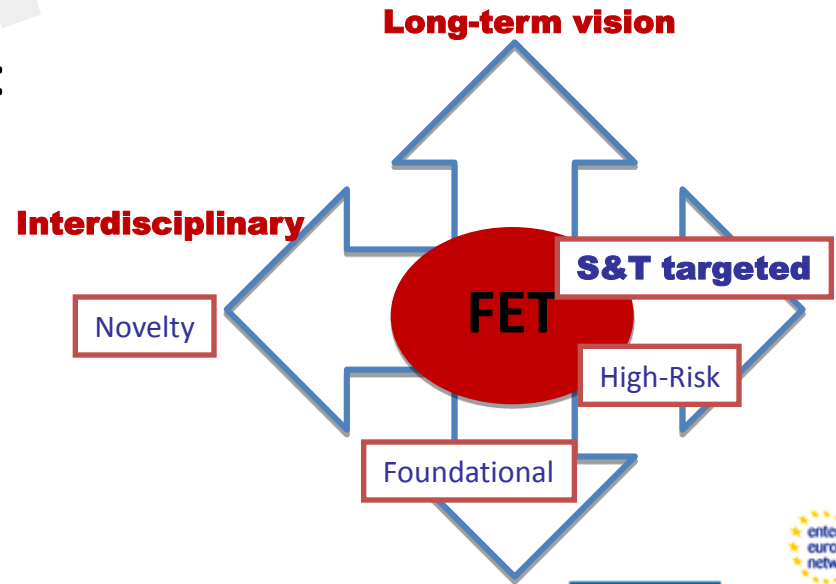 Long-term vision
:
Interdisciplinary
S&T targeted
FET
Novelty
High-Risk
Foundational